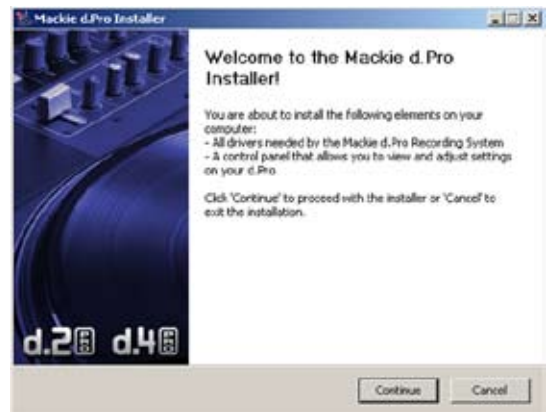 Mackie d.Pro Installer
Welcome to the Mackie d.Pro
Installer!
You are about to install the following elements on your
computer:
- All drivers needed by the Mackie d.Pro Recording System
- A control panel that allows you to view and adjust settings
on your d.Pro
Click 'Continue' to proceed with the installer or 'Cancel' to
exit the installation.
d.2 PRO d.4 PRO
Continue
Cancel